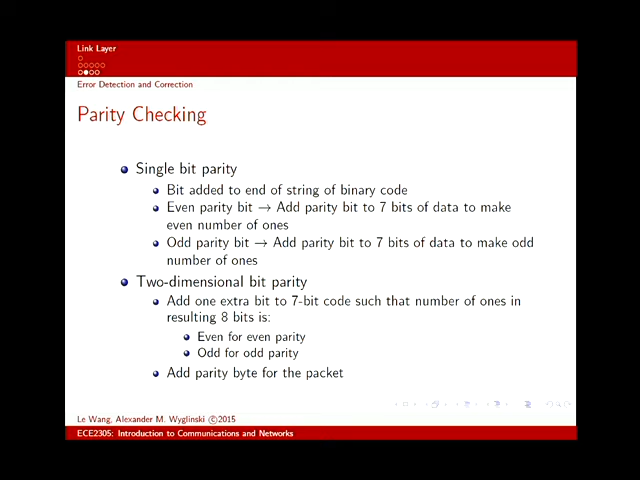 Link Layer
Error Detection and Correction
Parity Checking
Single bit parity
Bit added to end of string of binary code
Even parity bit → Add parity bit to 7 bits of data to make
even number of ones
Odd parity bit → Add parity bit to 7 bits of data to make odd
number of ones
Two-dimensional bit parity
Add one extra bit to 7-bit code such that number of ones in
resulting 8 bits is:
Even for even parity
Odd for odd parity
Add parity byte for the packet
Le Wang, Alexander M. Wyglinski ©2015
ECE2305: Introduction to Communications and Networks